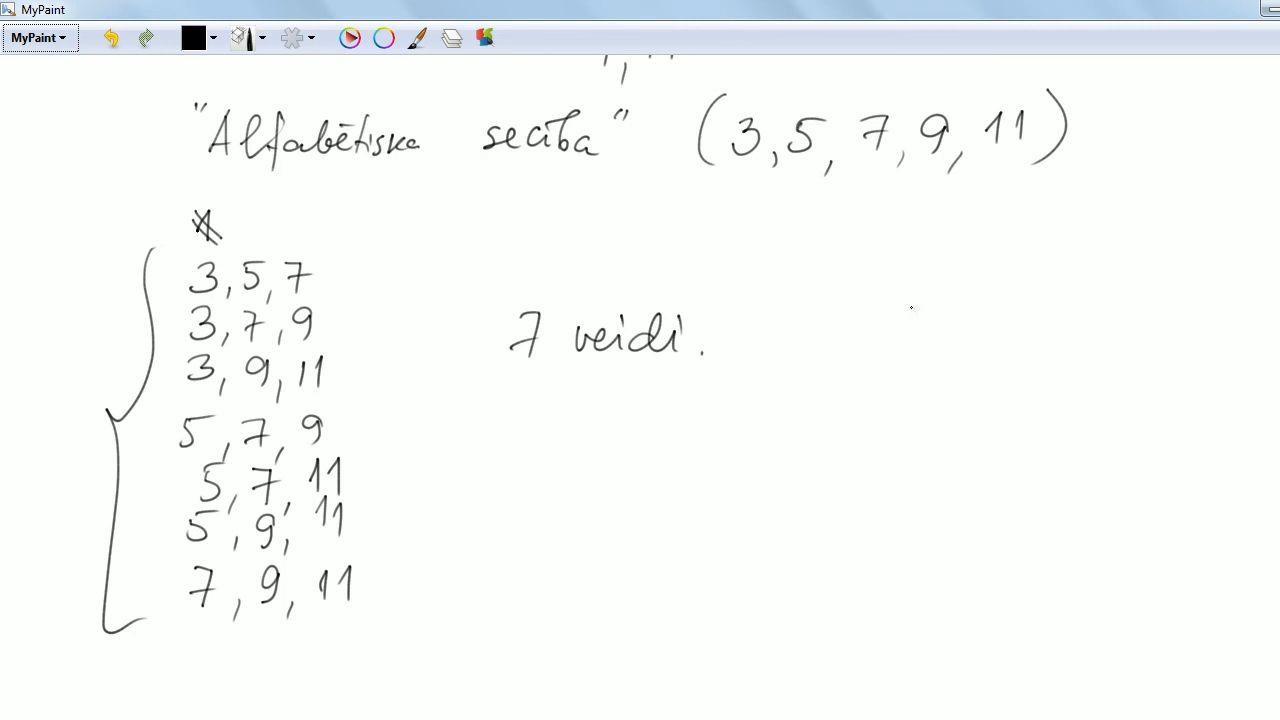 MyPaint
MyPaint
"Alfabētiska secība" (3, 5, 7, 9, 11)
3, 5, 7
3, 7, 9
3, 9, 11
5, 7, 9
5, 7, 11
5, 9, 11
7, 9, 11
7 veidi.